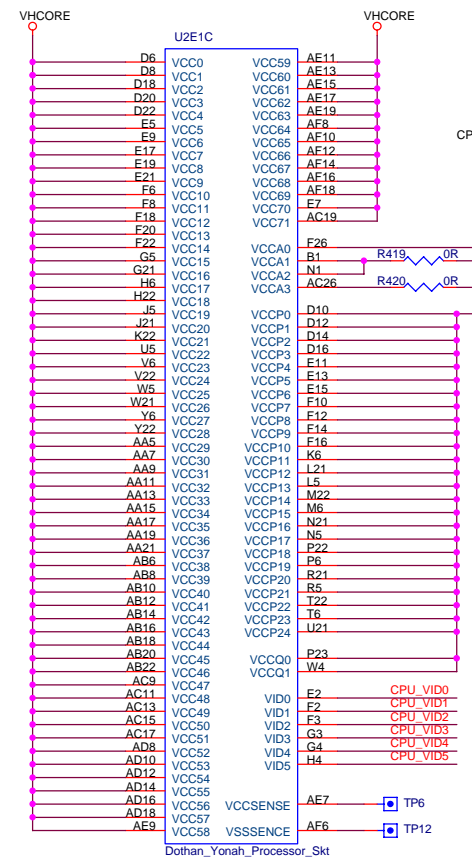 VHCORE VHCORE
U2E1C
D6 VCC0 VCC59 AE11
D8 VCC1 VCC60 AE13
D18 VCC2 VCC61 AE15
D20 VCC3 VCC62 AE17
D22 VCC4 VCC63 AE19
E5 VCC5 VCC64 AF8
CP
E9 VCC6 VCC65 AF10
E17 VCC7 VCC66 AF12
E19 VCC8 VCC67 AF14
E21 VCC9 VCC68 AF16
F6 VCC10 VCC69 AF18
F8 VCC11 VCC70 E7
F18 VCC12 VCC71 AC19
F20 VCC13
F22 VCC14 VCCA0 F26
G5 VCC15 VCCA1 B1 R419 0R
G21 VCC16 VCCA2 N1
H6 VCC17 VCCA3 AC26 R420 0R
H22 VCC18
J5 VCC19 VCCP0 D10
J21 VCC20 VCCP1 D12
K22 VCC21 VCCP2 D14
U5 VCC22 VCCP3 D16
V6 VCC23 VCCP4 E11
V22 VCC24 VCCP5 E13
W5 VCC25 VCCP6 E15
W21 VCC26 VCCP7 F10
Y6 VCC27 VCCP8 F12
Y22 VCC28 VCCP9 F14
AA5 VCC29 VCCP10 F16
AA7 VCC30 VCCP11 K6
AA9 VCC31 VCCP12 L21
AA11 VCC32 VCCP13 L5
AA13 VCC33 VCCP14 M22
AA15 VCC34 VCCP15 M6
AA17 VCC35 VCCP16 N21
AA19 VCC36 VCCP17 N5
AA21 VCC37 VCCP18 P22
AB6 VCC38 VCCP19 P6
AB8 VCC39 VCCP20 R21
AB10 VCC40 VCCP21 R5
AB12 VCC41 VCCP22 T22
AB14 VCC42 VCCP23 T6
AB16 VCC43 VCCP24 U21
AB18 VCC44
AB20 VCC45 VCCQ0 P23
AB22 VCC46 VCCQ1 W4
AC9 VCC47
AC11 VCC48 VID0 E2 CPU_VID0
AC13 VCC49 VID1 F2 CPU_VID1
AC15 VCC50 VID2 F3 CPU_VID2
AC17 VCC51 VID3 G3 CPU_VID3
AD8 VCC52 VID4 G4 CPU_VID4
AD10 VCC53 VID5 H4 CPU_VID5
AD12 VCC54
AD14 VCC55
AD16 VCC56 VCCSENSE AE7 TP6
AD18 VCC57
AE9 VCC58 VSSSENCE AF6 TP12
Dothan_Yonah_Processor_Skt